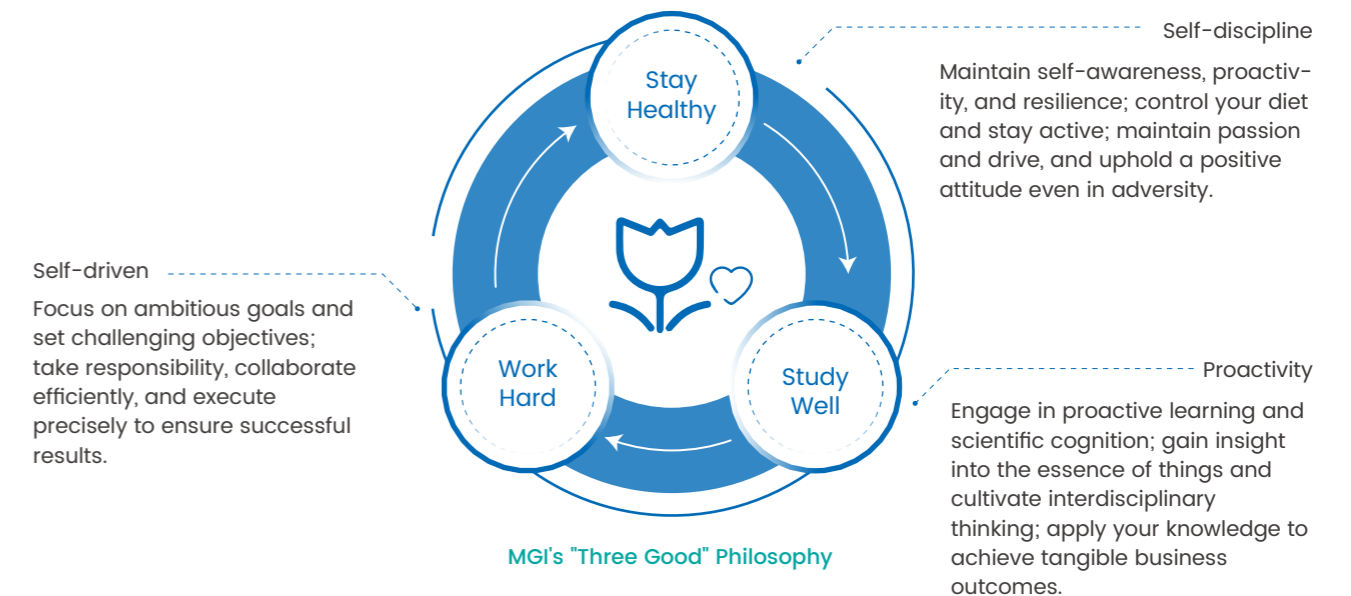 Stay
Healthy
Self-discipline
Maintain self-awareness, proactiv-
ity, and resilience; control your diet
and stay active; maintain passion
and drive, and uphold a positive
attitude even in adversity.
Self-driven
Focus on ambitious goals and
set challenging objectives;
take responsibility, collaborate
efficiently, and execute
precisely to ensure successful
results.
Work
Hard
Study
Well
Proactivity
Engage in proactive learning and
scientific cognition; gain insight
into the essence of things and
cultivate interdisciplinary
thinking; apply your knowledge to
achieve tangible business
outcomes.
MGI's "Three Good" Philosophy